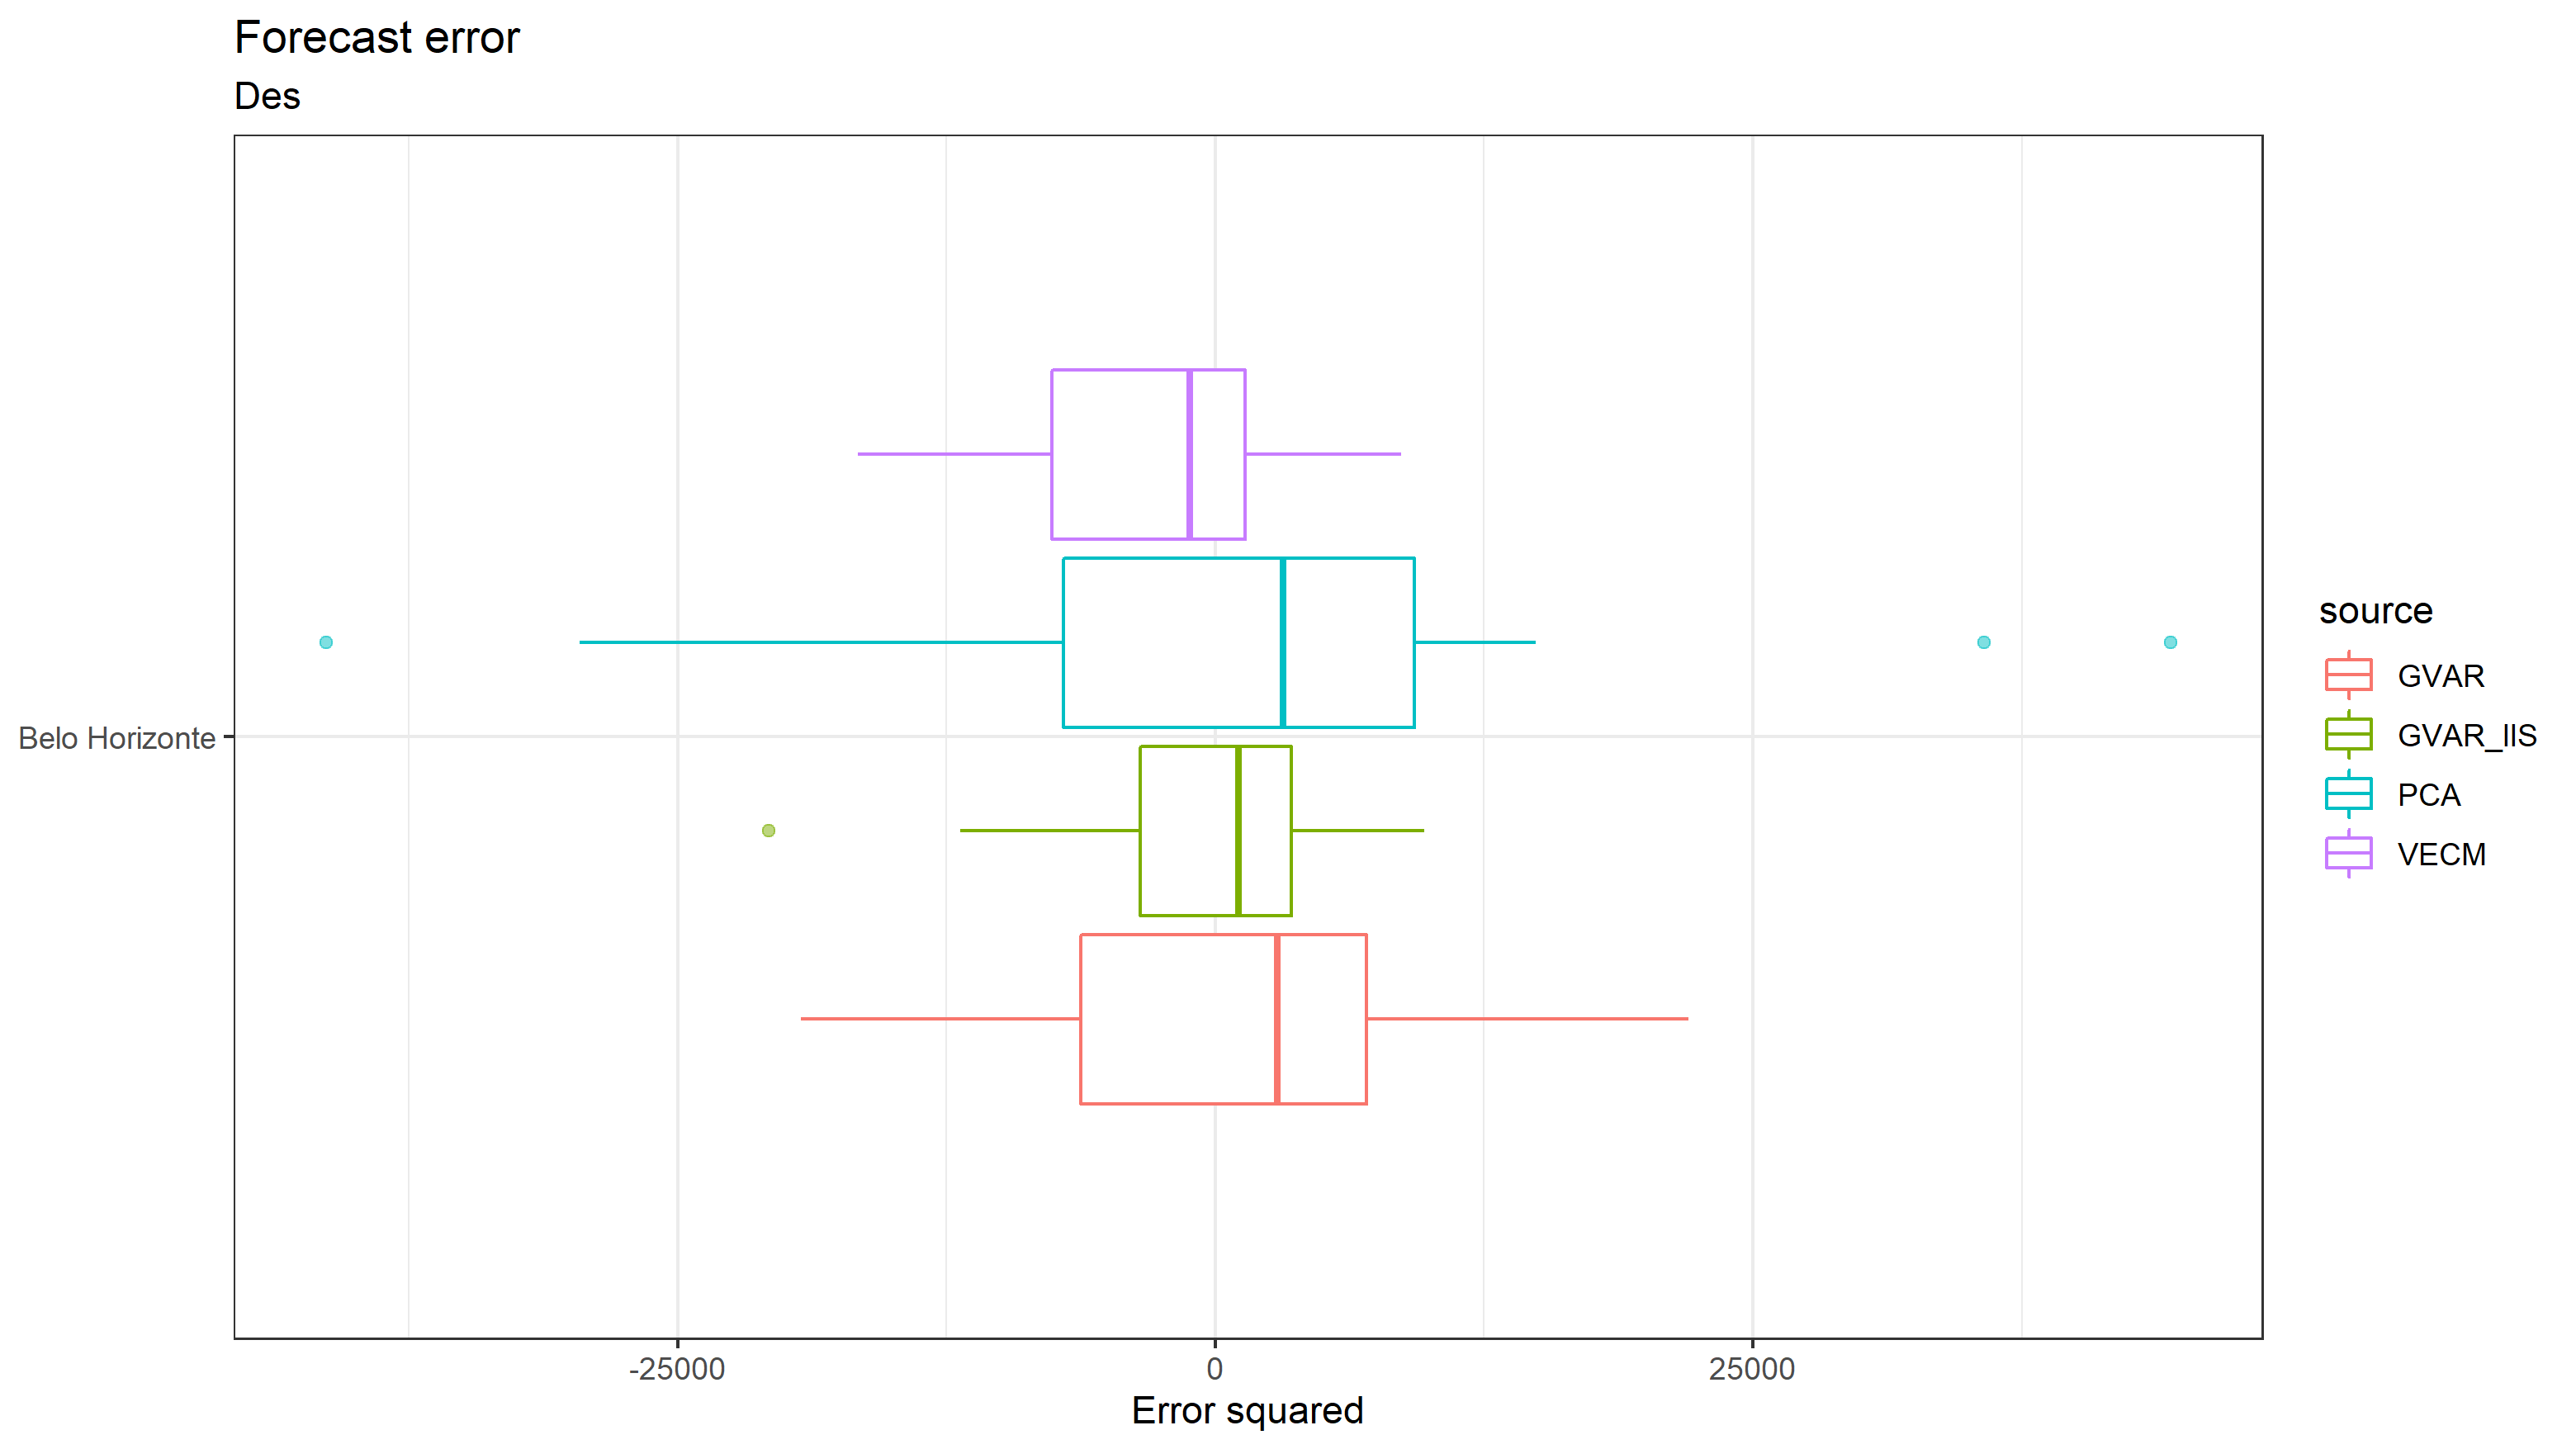 Forecast error
Des
Belo Horizonte
-25000
0
25000
Error squared
source
GVAR
GVAR_IIS
PCA
VECM